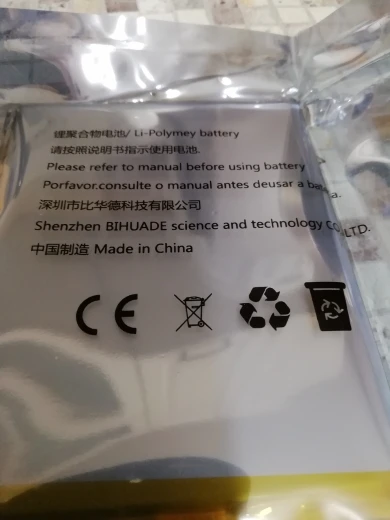 锂聚合物电池/ Li-Polymey battery
请按照说明书指示使用电池.
Please refer to manual before using battery
Porfavor.consulte o manual antes deusar a
深圳市比华德科技有限公司
Shenzhen BIHUADE science and technology CO.,LTD.
中国制造 Made in China
CE